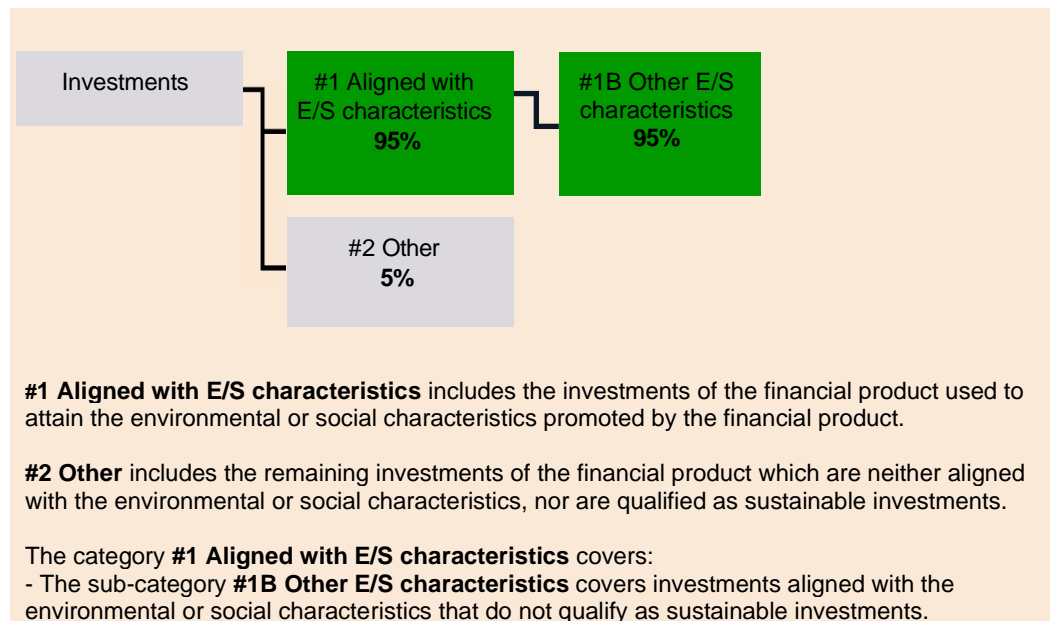 Investments
#1 Aligned with
E/S characteristics
95%
#1B Other E/S
characteristics
95%
#2 Other
5%
#1 Aligned with E/S characteristics includes the investments of the financial product used to
attain the environmental or social characteristics promoted by the financial product.
#2 Other includes the remaining investments of the financial product which are neither aligned
with the environmental or social characteristics, nor are qualified as sustainable investments.
The category #1 Aligned with E/S characteristics covers:
- The sub-category #1B Other E/S characteristics covers investments aligned with the
environmental or social characteristics that do not qualify as sustainable investments.